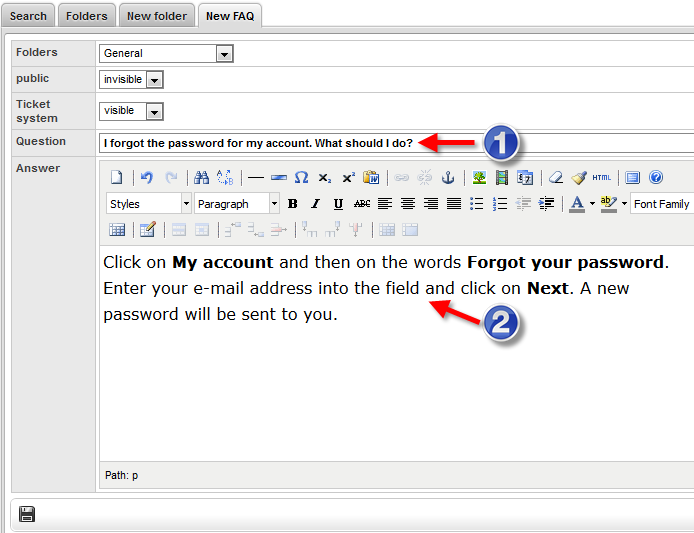 Search Folders New folder New FAQ
Folders General
public invisible
Ticket system visible
Question I forgot the password for my account. What should I do? 1
Answer
HTML
Styles Paragraph B I U ABC A ab Font Family
Click on My account and then on the words Forgot your password.
Enter your e-mail address into the field and click on Next. A new
password will be sent to you.
2
Path: p